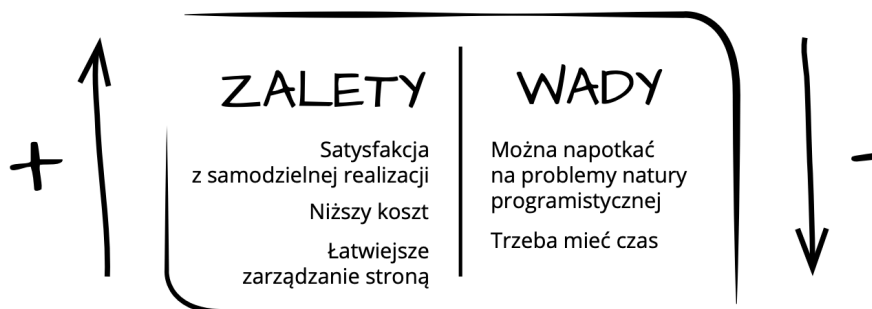 +
ZALETY
Satysfakcja
z samodzielnej realizacji
Niższy koszt
Łatwiejsze
zarządzanie stroną
WADY
Można napotkać
na problemy natury
programistycznej
Trzeba mieć czas
-